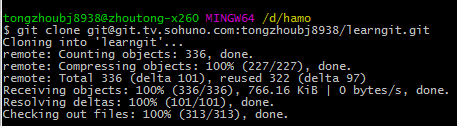 tongzhoubj8938@zhoutong-x260 MINGW64 /d/hamo
$ git clone git@git.tv.sohuno.com:tongzhoubj8938/learngit.git
Cloning into 'learngit'...
remote: Counting objects: 336, done.
remote: Compressing objects: 100% (227/227), done.
remote: Total 336 (delta 101), reused 322 (delta 97)
Receiving objects: 100% (336/336), 766.16 KiB | 0 bytes/s, done.
Resolving deltas: 100% (101/101), done.
Checking out files: 100% (313/313), done.